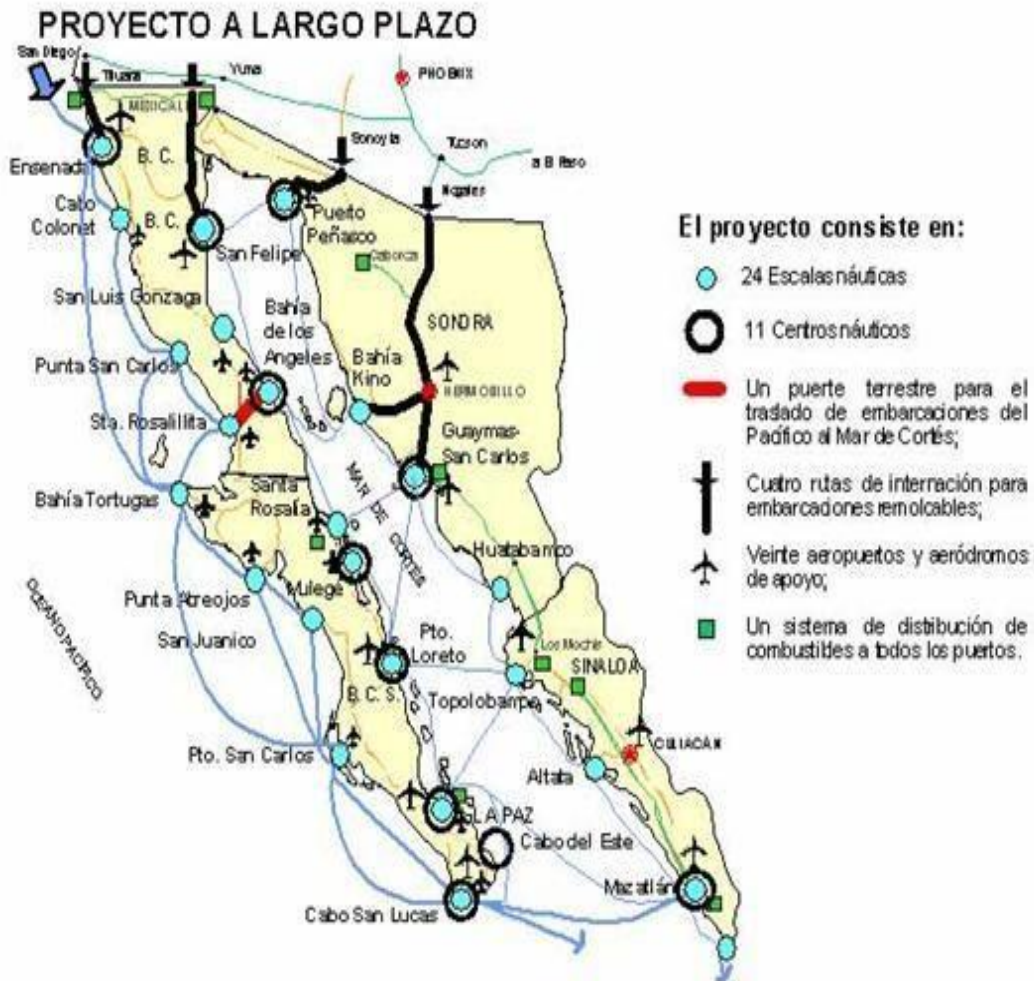 PROYECTO A LARGO PLAZO
San Diego
Tijuana
Yuma
PHOENIX
MEXICALI
Sonoyta
Tucson
a El Paso
Nogales
Ensenada
B. C.
Cabo
Colonet
B. C.
San Felipe
Puerto
Peñasco
Caborca
San Luis Gonzaga
Bahía
de los
Angeles
SONORA
Punta San Carlos
Bahía
Kino
HERMOSILLO
Sta. Rosalillita
Guaymas-
San Carlos
Bahía Tortugas
Santa
Rosalía
MAR DE CORTES
Huatabampo
Punta Abreojos
Mulege
OCEANO PACIFICO
San Juanico
Pto.
Loreto
Los Mochis
SINALOA
B. C. S.
Topolobampo
Pto. San Carlos
CULIACÁN
Altata
LA PAZ
Cabo del Este
Mazatlán
Cabo San Lucas
El proyecto consiste en:
24 Escalas náuticas
11 Centros náuticos
Un puerte terrestre para el
traslado de embarcaciones del
Pacífico al Mar de Cortés;
Cuatro rutas de internación para
embarcaciones remolcables;
Veinte aeropuertos y aeródromos
de apoyo;
Un sistema de distribución de
combustibles a todos los puertos.